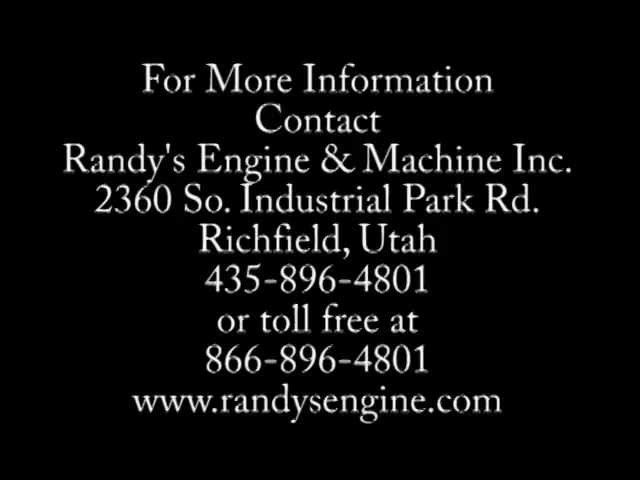 For More Information
Contact
Randy's Engine & Machine Inc.
2360 So. Industrial Park Rd.
Richfield, Utah
435-896-4801
or toll free at
866-896-4801
www.randysengine.com